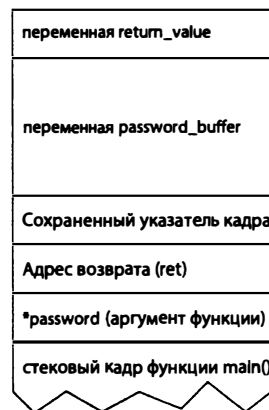 переменная return_value
переменная password_buffer
Сохраненный указатель кадра
Адрес возврата (ret)
*password (аргумент функции)
стековый кадр функции main()